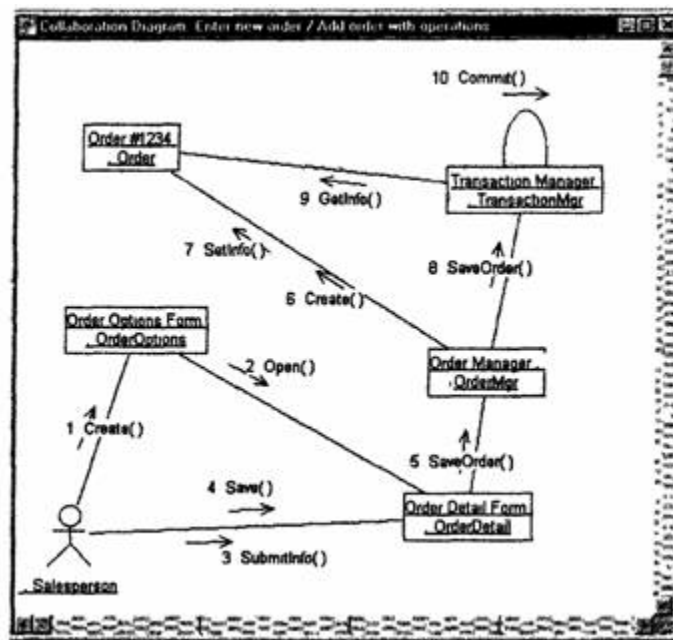 Collaboration Diagram: Enter new order / Add order with operations
10 Commit()
Order #1234
: Order
Transaction Manager
: TransactionMgr
9 GetInfo()
7 SetInfo()
8 SaveOrder()
6 Create()
Order Options Form
: OrderOptions
2 Open()
Order Manager :
: OrderMgr
1 Create()
5 SaveOrder()
4 Save()
Order Detail Form
: OrderDetail
3 SubmitInfo()
: Salesperson